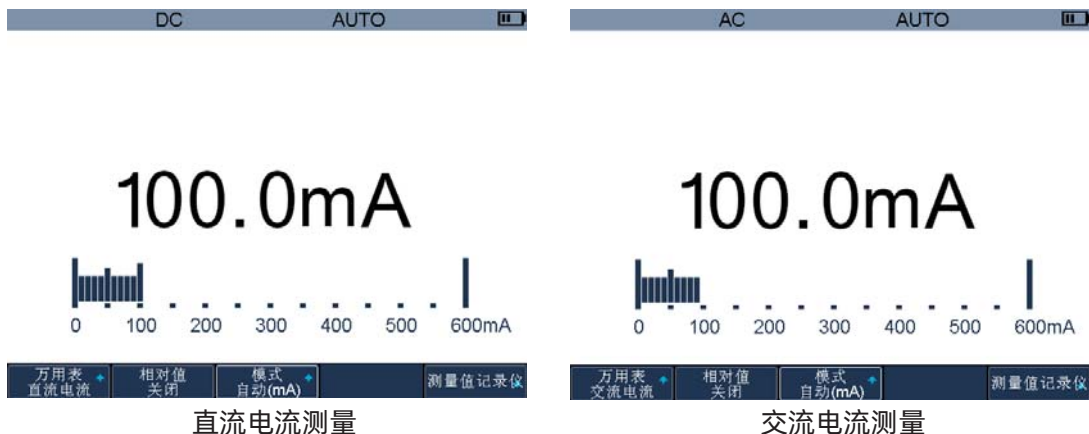 DC AUTO
100.0mA
0 100 200 300 400 500 600mA
万用表 相对值 模式 测量值记录仪
直流电流 关闭 自动(mA)
直流电流测量
AC AUTO
100.0mA
0 100 200 300 400 500 600mA
万用表 相对值 模式 测量值记录仪
交流电流 关闭 自动(mA)
交流电流测量